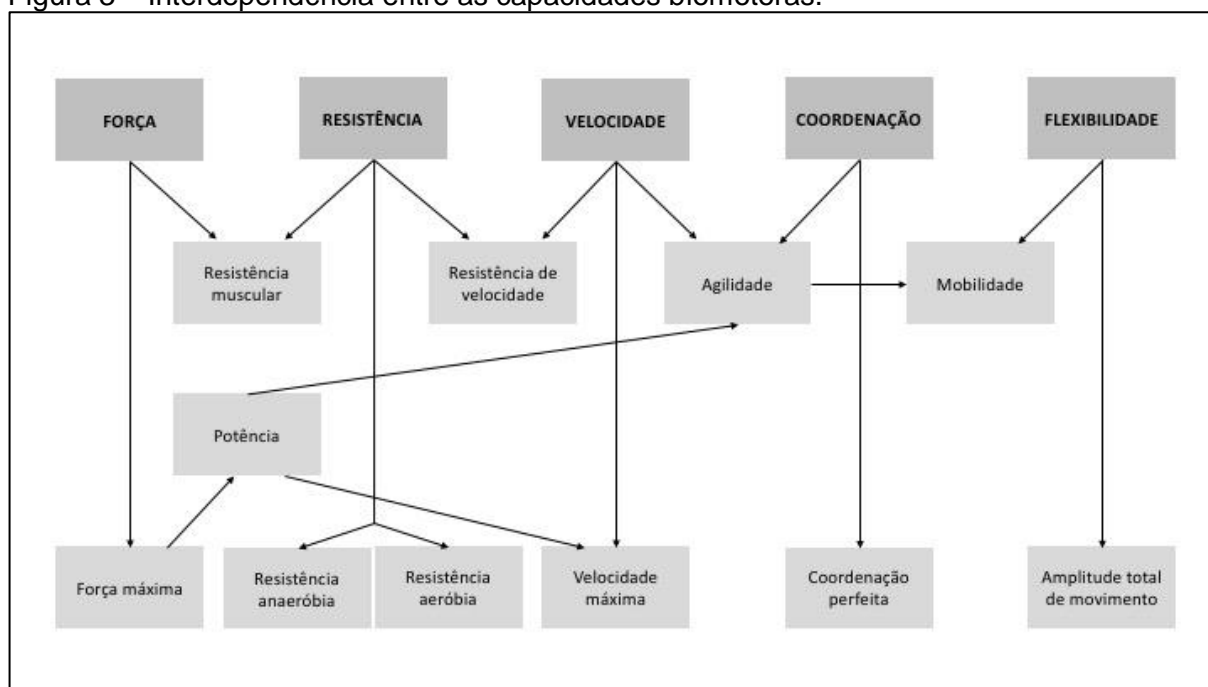 Figura 3 – Interdependência entre as capacidades biomotoras.
FORÇA
RESISTÊNCIA
VELOCIDADE
COORDENAÇÃO
FLEXIBILIDADE
Resistência
muscular
Resistência de
velocidade
Agilidade
Mobilidade
Potência
Força máxima
Resistência
anaeróbia
Resistência
aeróbia
Velocidade
máxima
Coordenação
perfeita
Amplitude total
de movimento